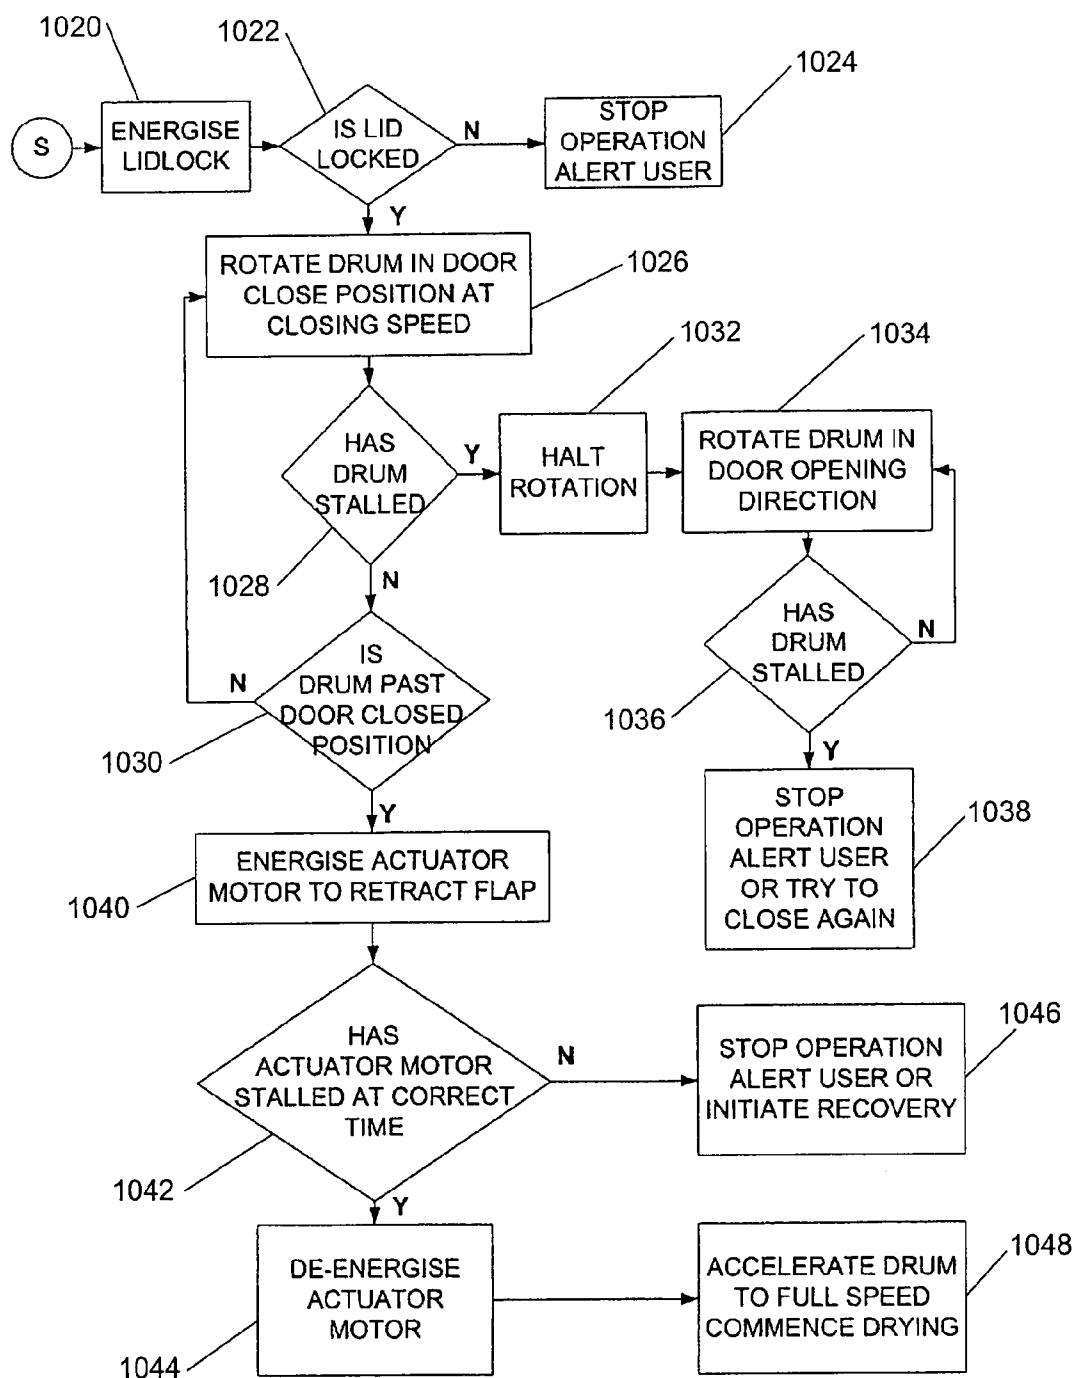 1020
1022
1024
S
ENERGISE
LIDLOCK
IS LID
LOCKED
N
STOP
OPERATION
ALERT USER
Y
ROTATE DRUM IN DOOR
CLOSE POSITION AT
CLOSING SPEED
1026
1032
1034
HAS
DRUM
STALLED
Y
HALT
ROTATION
ROTATE DRUM IN
DOOR OPENING
DIRECTION
1028
N
HAS
DRUM
STALLED
N
1036
Y
IS
DRUM PAST
DOOR CLOSED
POSITION
N
1030
Y
STOP
OPERATION
ALERT USER
OR TRY TO
CLOSE AGAIN
1038
ENERGISE ACTUATOR
MOTOR TO RETRACT FLAP
1040
HAS
ACTUATOR MOTOR
STALLED AT CORRECT
TIME
N
1042
Y
STOP OPERATION
ALERT USER OR
INITIATE RECOVERY
1046
DE-ENERGISE
ACTUATOR
MOTOR
1044
ACCELERATE DRUM
TO FULL SPEED
COMMENCE DRYING
1048